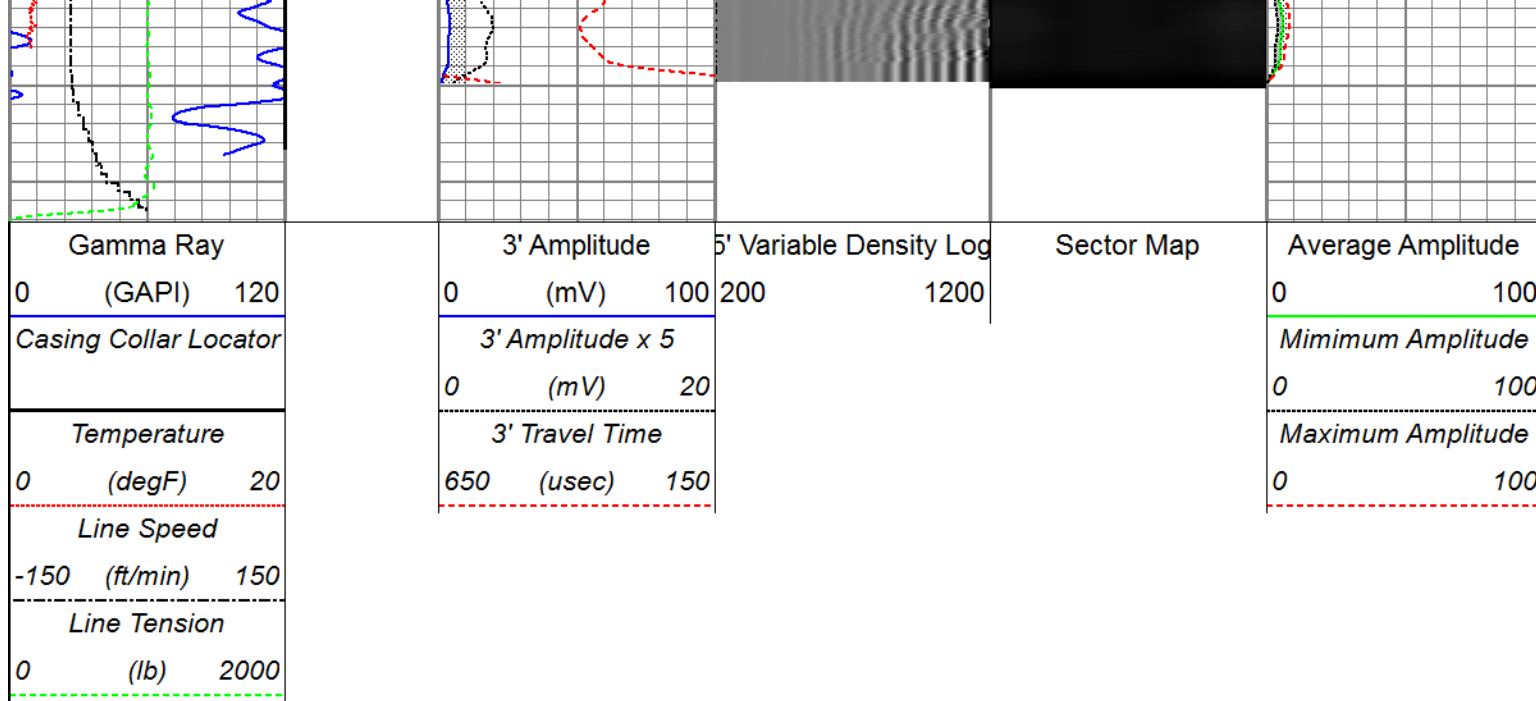 Gamma Ray
0 (GAPI) 120
Casing Collar Locator
Temperature
0 (degF) 20
Line Speed
-150 (ft/min) 150
Line Tension
0 (lb) 2000
3' Amplitude
0 (mV) 100
3' Amplitude x 5
0 (mV) 20
3' Travel Time
650 (usec) 150
5' Variable Density Log
200 1200
Sector Map
Average Amplitude
0 100
Mimimum Amplitude
0 100
Maximum Amplitude
0 100